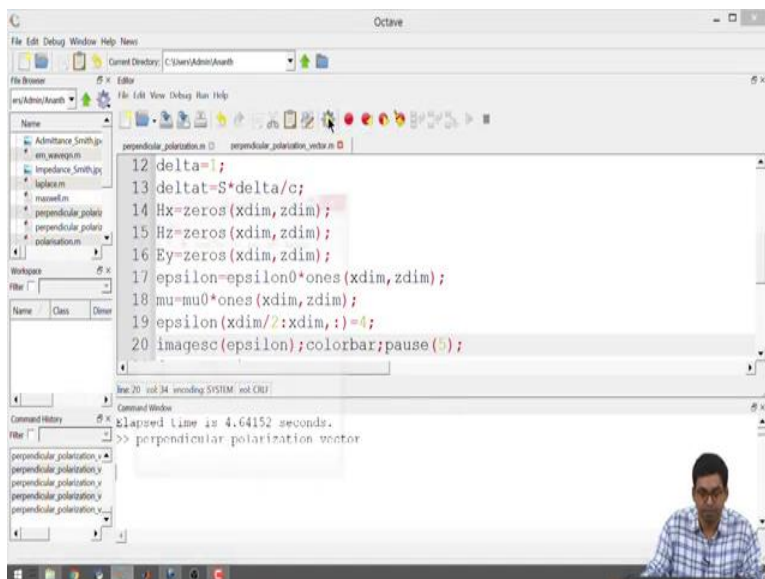 Octave
File Edit Debug Window Help News
Current Directory: C:\Users\Admin\Ananth
File Browser
ers/Admin/Ananth
Name
Admittance_Smith.jp
em_waveqn.m
Impedance_Smith.jpg
laplace.m
maxwell.m
perpendicular_polariz
perpendicular_polariz
polarisation.m
Workspace
Filter
Name Class Dimen
Command History
Filter
perpendicular_polarization_v
perpendicular_polarization_v
perpendicular_polarization_v
perpendicular_polarization_v
perpendicular_polarization_v
Editor
File Edit View Debug Run Help
perpendicular_polarization.m perpendicular_polarization_vector.m
12 delta=1;
13 deltat=S*delta/c;
14 Hx=zeros(xdim,zdim);
15 Hz=zeros(xdim,zdim);
16 Ey=zeros(xdim,zdim);
17 epsilon=epsilon0*ones(xdim,zdim);
18 mu=mu0*ones(xdim,zdim);
19 epsilon(xdim/2:xdim,:)=4;
20 imagesc(epsilon);colorbar;pause(5);
line: 20 col: 34 encoding: SYSTEM eol: CRLF
Command Window
Elapsed time is 4.64152 seconds.
>> perpendicular_polarization_vector